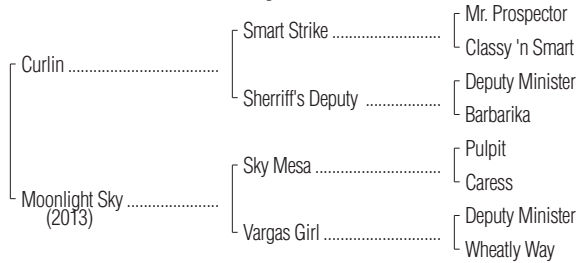 Mr. Prospector
Smart Strike ..........................
Classy 'n Smart
Curlin ...................................
Deputy Minister
Sherriff's Deputy ..................
Barbarika
Pulpit
Sky Mesa .............................
Caress
Moonlight Sky .....................
(2013)
Deputy Minister
Vargas Girl ...........................
Wheatly Way